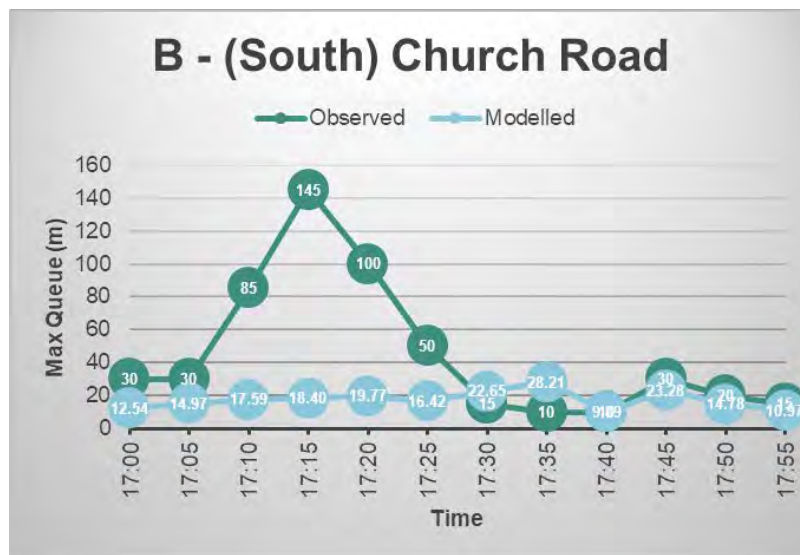 B - (South) Church Road
Observed Modelled
Max Queue (m)
160
140
120
100
80
60
40
20
0
30 30 85 145 100 50 15 10 30 20 15
12.54 14.97 17.59 18.40 19.77 16.42 22.65 28.21 23.28 14.78 10.97
17:00 17:05 17:10 17:15 17:20 17:25 17:30 17:35 17:40 17:45 17:50 17:55
Time